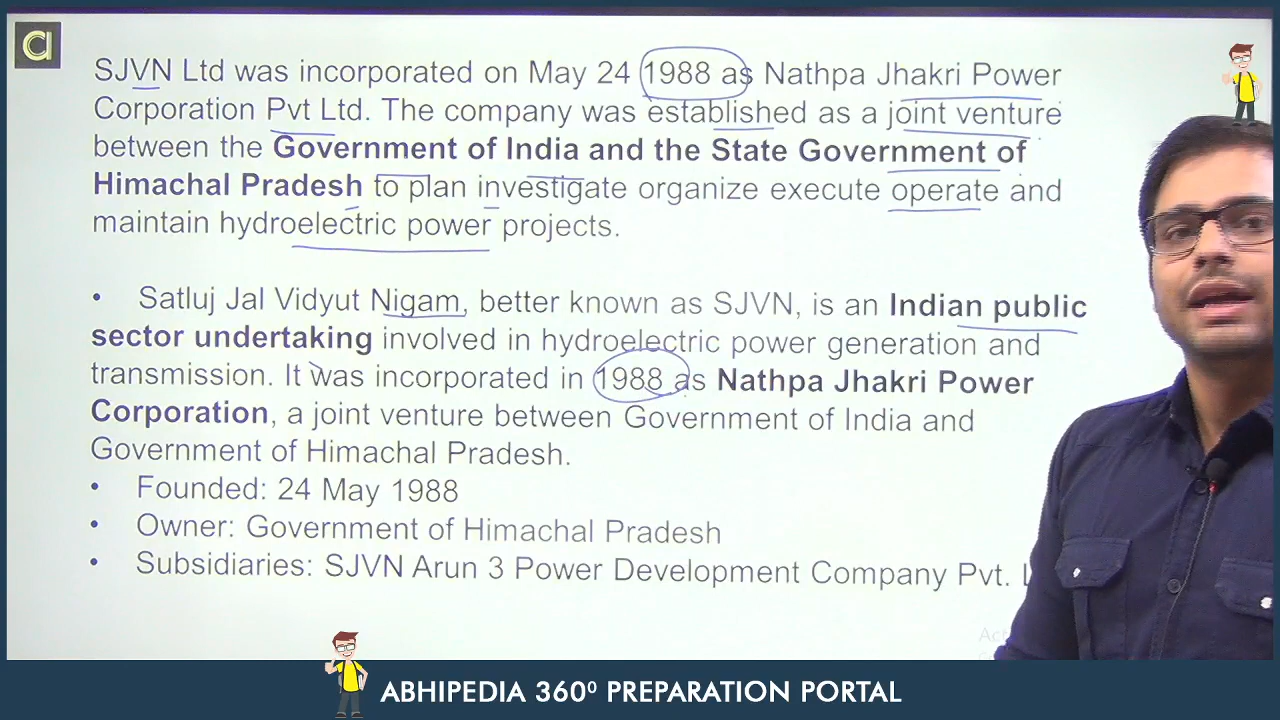 a
SJVN Ltd was incorporated on May 24 1988 as Nathpa Jhakri Power
Corporation Pvt Ltd. The company was established as a joint venture
between the Government of India and the State Government of
Himachal Pradesh to plan investigate organize execute operate and
maintain hydroelectric power projects.
• Satluj Jal Vidyut Nigam, better known as SJVN, is an Indian public
sector undertaking involved in hydroelectric power generation and
transmission. It was incorporated in 1988 as Nathpa Jhakri Power
Corporation, a joint venture between Government of India and
Government of Himachal Pradesh.
• Founded: 24 May 1988
• Owner: Government of Himachal Pradesh
• Subsidiaries: SJVN Arun 3 Power Development Company Pvt.
ABHIPEDIA 360⁰ PREPARATION PORTAL